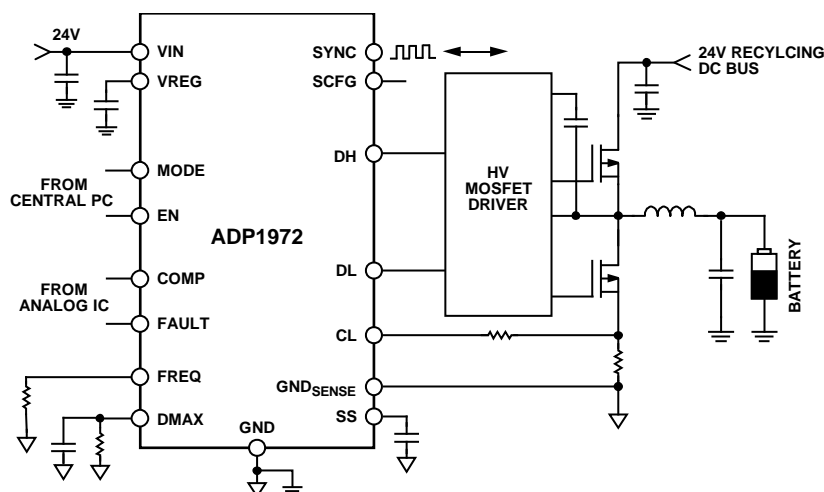 24V
VIN
VREG
MODE
FROM
CENTRAL PC
EN
COMP
FROM
ANALOG IC
FAULT
FREQ
DMAX
ADP1972
GND
SYNC
SCFG
DH
DL
CL
GNDSENSE
SS
HV
MOSFET
DRIVER
24V RECYLCING
DC BUS
BATTERY